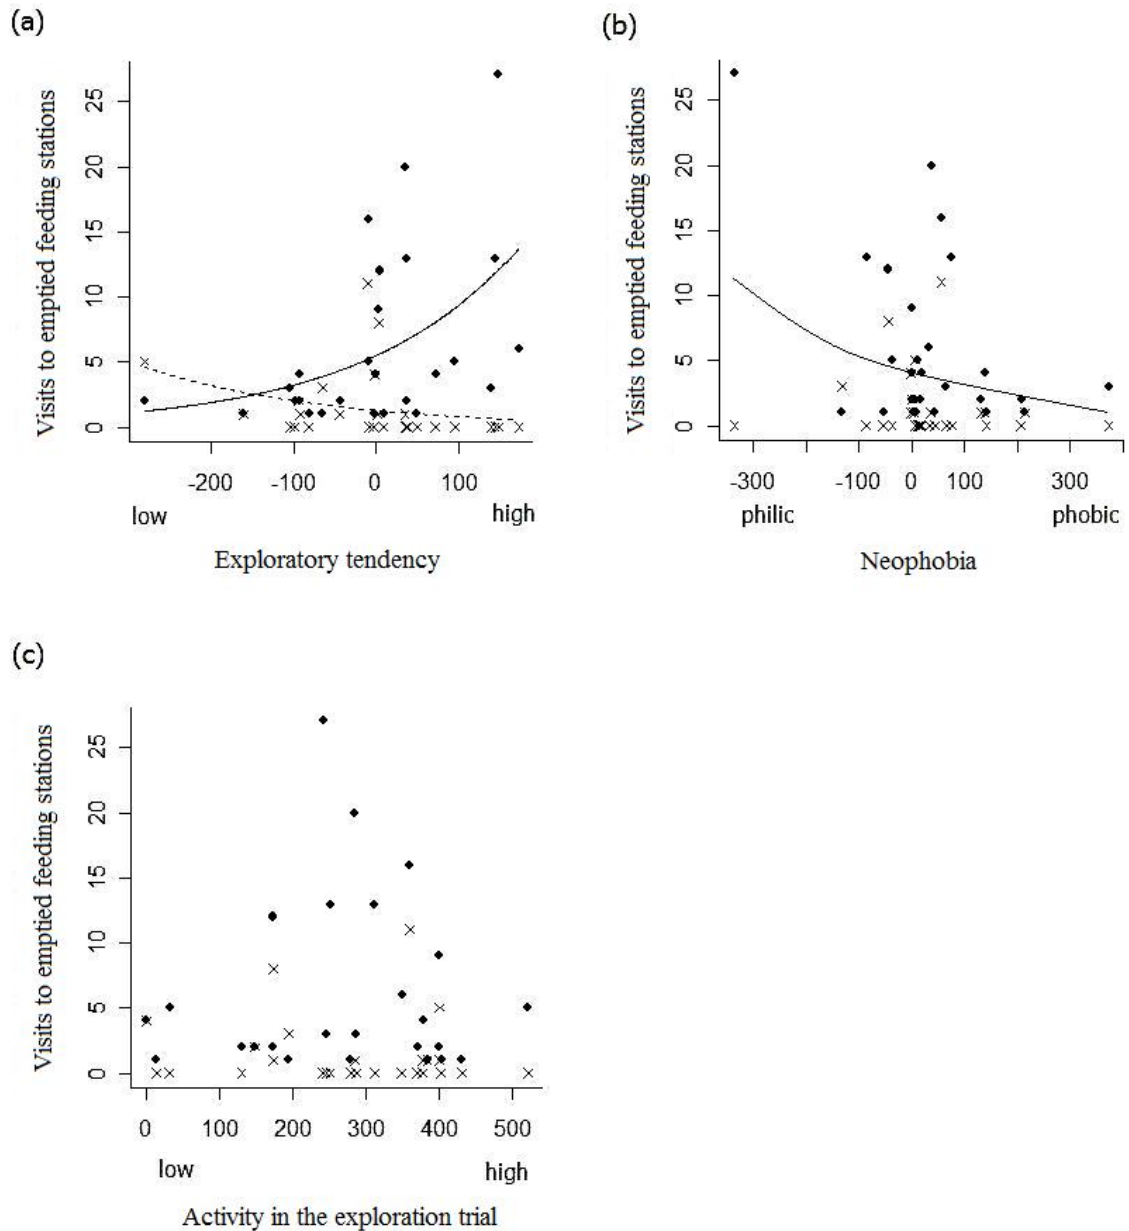 (a)
Visits to emptied feeding stations
25
20
15
10
5
0
-200 -100 0 100
low high
Exploratory tendency
(b)
Visits to emptied feeding stations
25
20
15
10
5
0
-300 -100 0 100 300
philic phobic
Neophobia
(c)
Visits to emptied feeding stations
25
20
15
10
5
0
0 100 200 300 400 500
low high
Activity in the exploration trial